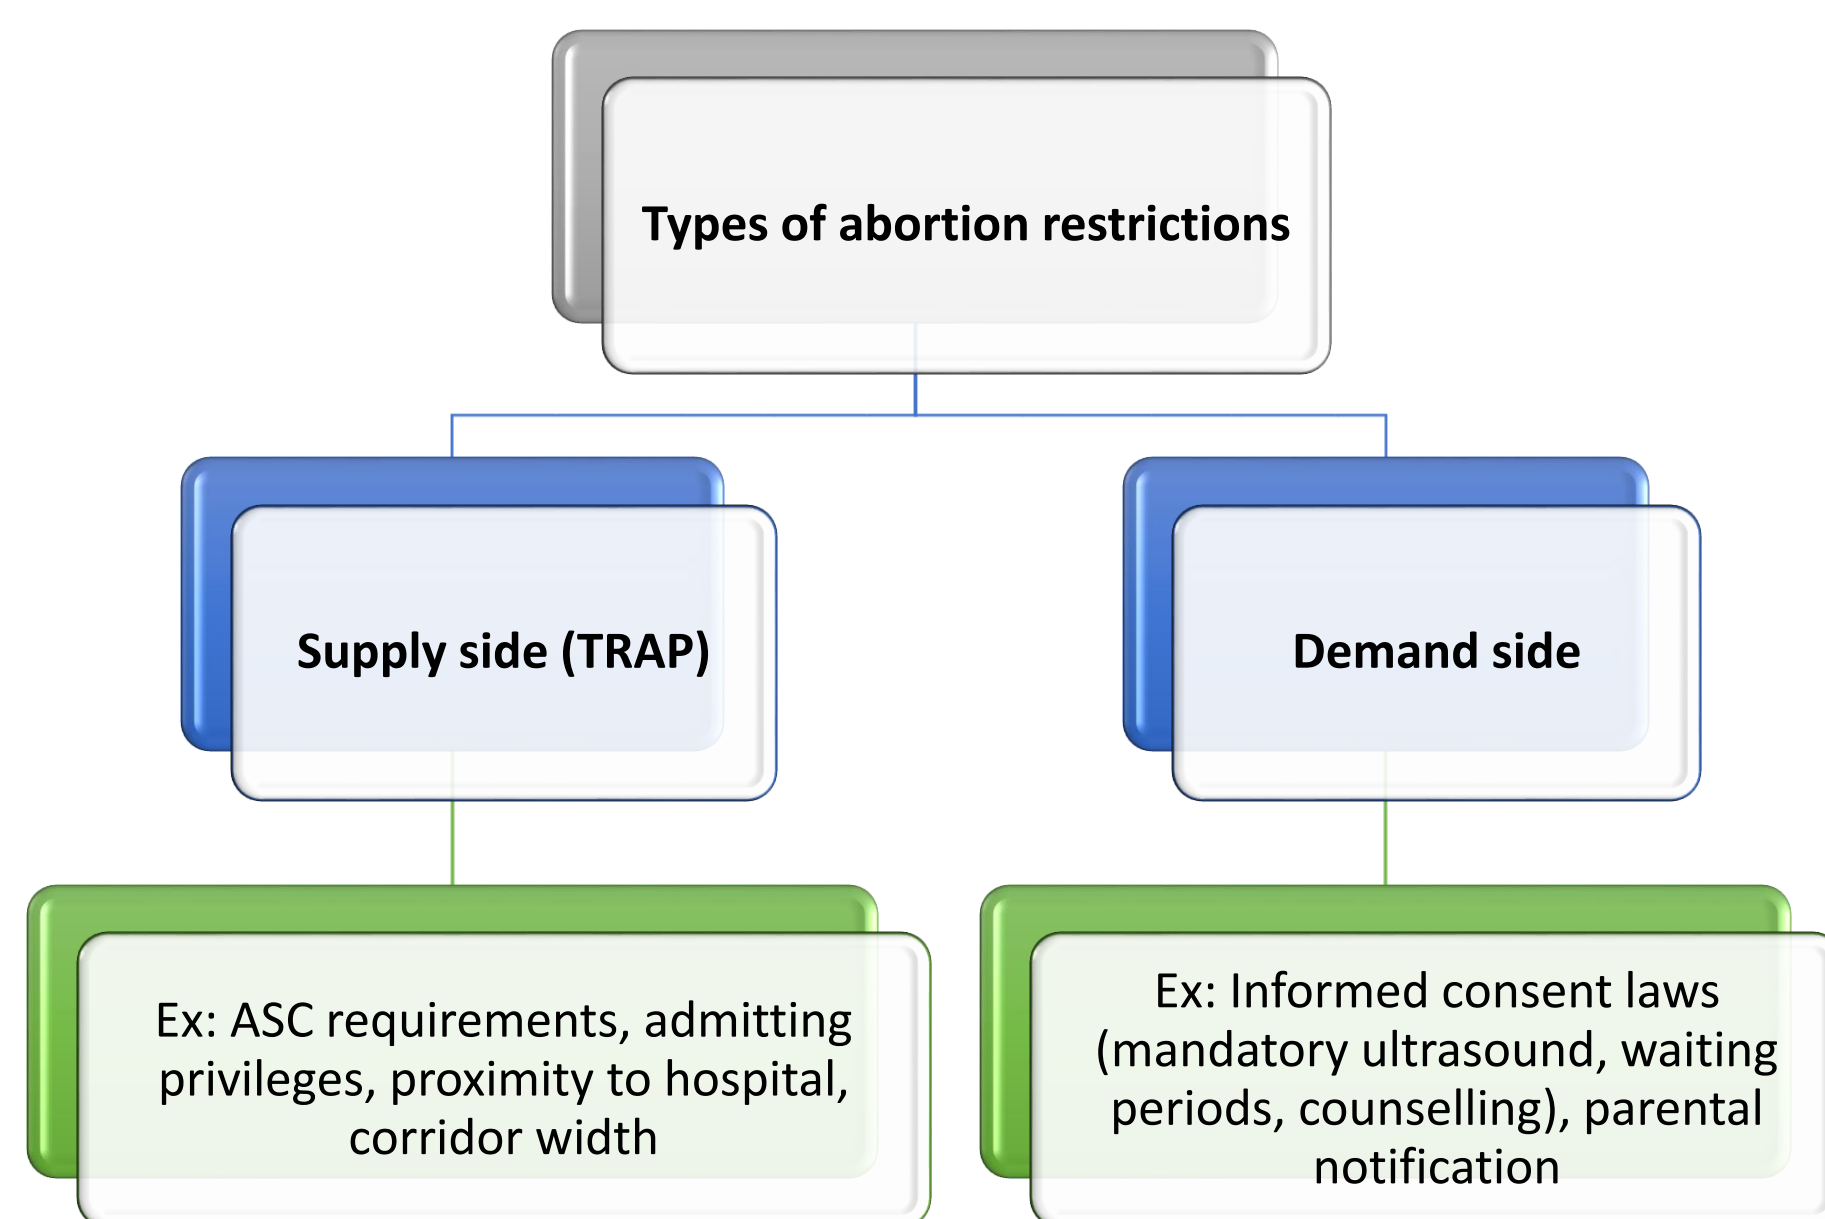 Types of abortion restrictions
Supply side (TRAP)
Demand side
Ex: ASC requirements, admitting
privileges, proximity to hospital,
corridor width
Ex: Informed consent laws
(mandatory ultrasound, waiting
periods, counselling), parental
notification